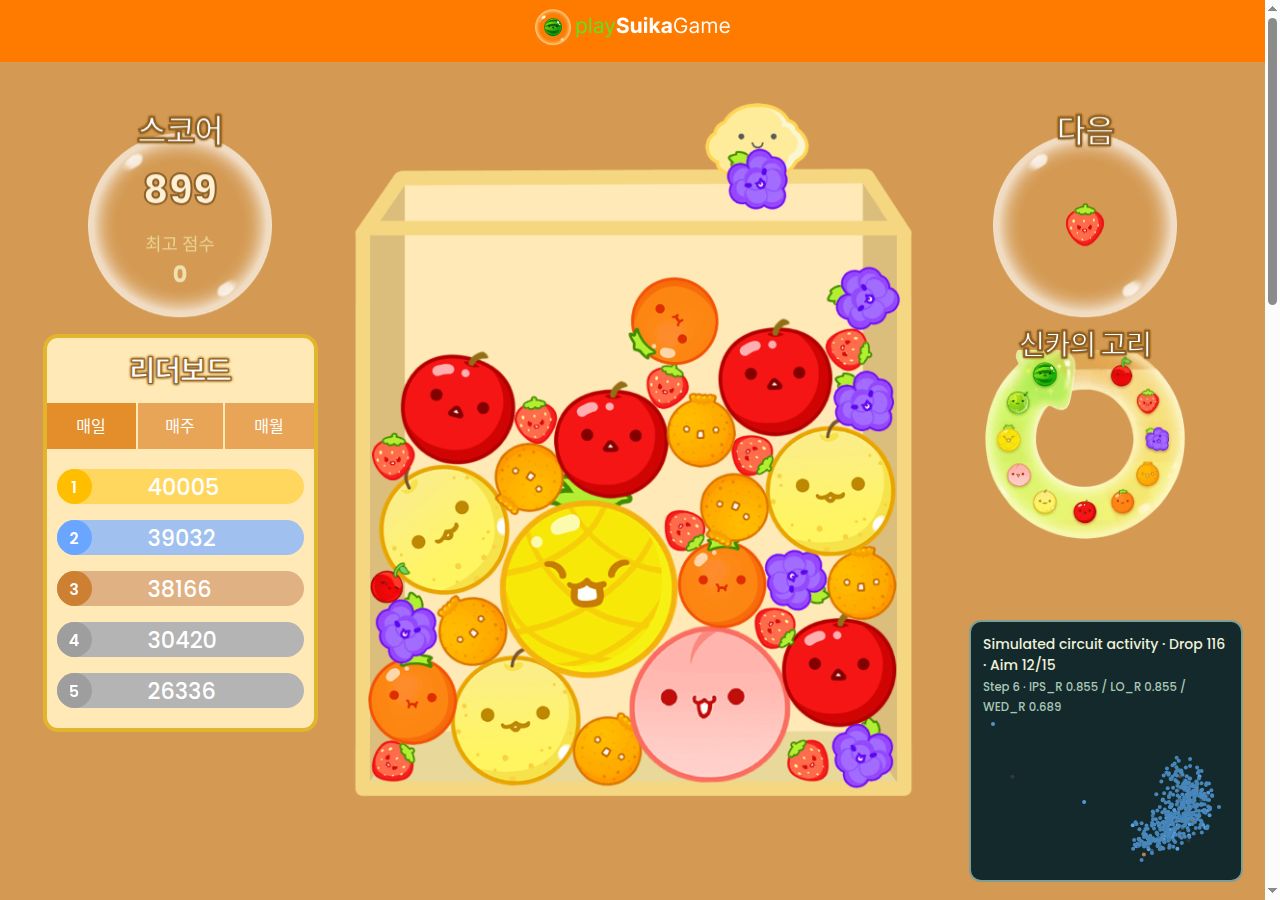 playSuikaGame
스코어
899
최고 점수
0
다음
신카의 고리
리더보드
매일 매주 매월
1 40005
2 39032
3 38166
4 30420
5 26336
Simulated circuit activity · Drop 116
· Aim 12/15
Step 6 · IPS_R 0.855 / LO_R 0.855 /
WED_R 0.689